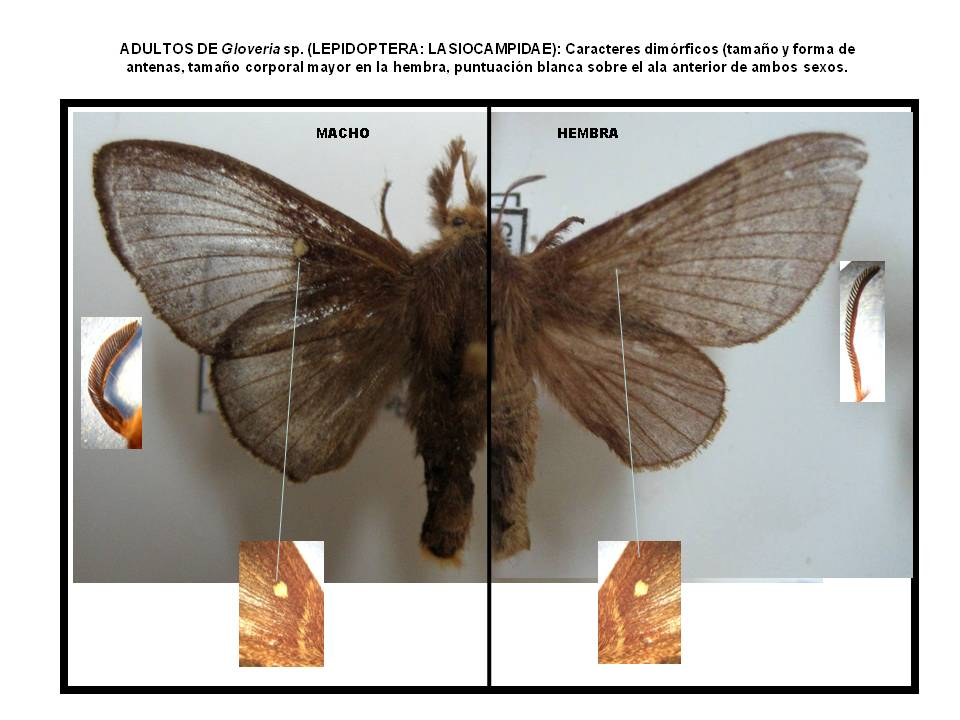 ADULTOS DE Gloveria sp. (LEPIDOPTERA: LASIOCAMPIDAE): Caracteres dimórficos (tamaño y forma de
antenas, tamaño corporal mayor en la hembra, puntuación blanca sobre el ala anterior de ambos sexos.
MACHO
HEMBRA